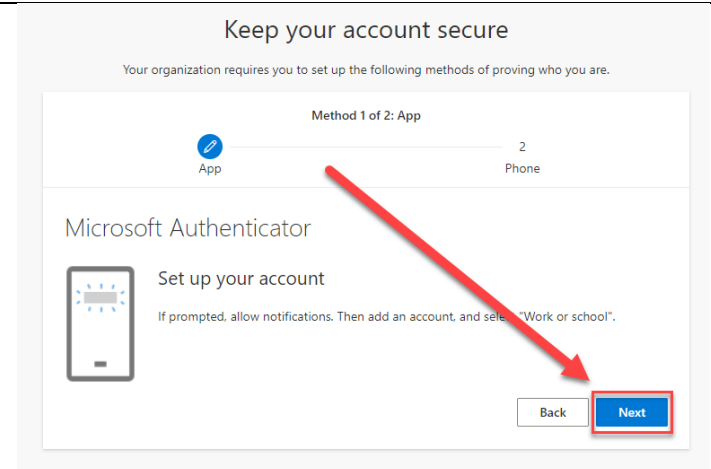 Keep your account secure
Your organization requires you to set up the following methods of proving who you are.
Method 1 of 2: App
2
App
Phone
Microsoft Authenticator
Set up your account
If prompted, allow notifications. Then add an account, and select "Work or school".
Back
Next